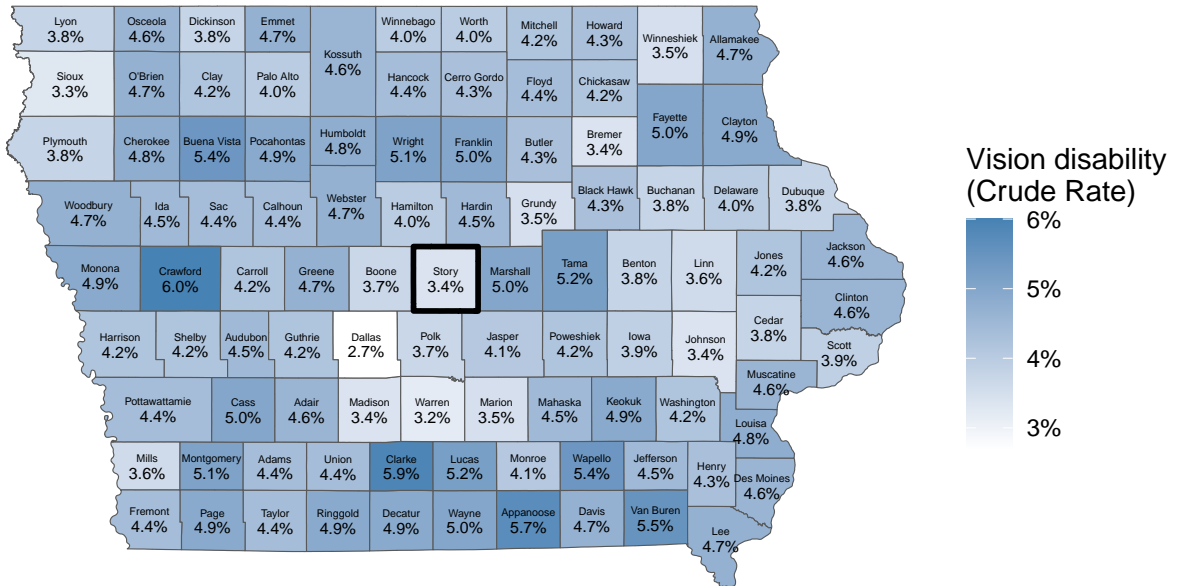 Lyon
3.8%
Osceola
4.6%
Dickinson
3.8%
Emmet
4.7%
Kossuth
4.6%
Winnebago
4.0%
Worth
4.0%
Mitchell
4.2%
Howard
4.3%
Winneshiek
3.5%
Allamakee
4.7%
Sioux
3.3%
O'Brien
4.7%
Clay
4.2%
Palo Alto
4.0%
Hancock
4.4%
Cerro Gordo
4.3%
Floyd
4.4%
Chickasaw
4.2%
Fayette
5.0%
Clayton
4.9%
Plymouth
3.8%
Cherokee
4.8%
Buena Vista
5.4%
Pocahontas
4.9%
Humboldt
4.8%
Wright
5.1%
Franklin
5.0%
Butler
4.3%
Bremer
3.4%
Woodbury
4.7%
Ida
4.5%
Sac
4.4%
Calhoun
4.4%
Webster
4.7%
Hamilton
4.0%
Hardin
4.5%
Grundy
3.5%
Black Hawk
4.3%
Buchanan
3.8%
Delaware
4.0%
Dubuque
3.8%
Monona
4.9%
Crawford
6.0%
Carroll
4.2%
Greene
4.7%
Boone
3.7%
Story
3.4%
Marshall
5.0%
Tama
5.2%
Benton
3.8%
Linn
3.6%
Jones
4.2%
Jackson
4.6%
Clinton
4.6%
Harrison
4.2%
Shelby
4.2%
Audubon
4.5%
Guthrie
4.2%
Dallas
2.7%
Polk
3.7%
Jasper
4.1%
Poweshiek
4.2%
Iowa
3.9%
Johnson
3.4%
Cedar
3.8%
Scott
3.9%
Muscatine
4.6%
Pottawattamie
4.4%
Cass
5.0%
Adair
4.6%
Madison
3.4%
Warren
3.2%
Marion
3.5%
Mahaska
4.5%
Keokuk
4.9%
Washington
4.2%
Louisa
4.8%
Mills
3.6%
Montgomery
5.1%
Adams
4.4%
Union
4.4%
Clarke
5.9%
Lucas
5.2%
Monroe
4.1%
Wapello
5.4%
Jefferson
4.5%
Henry
4.3%
Des Moines
4.6%
Fremont
4.4%
Page
4.9%
Taylor
4.4%
Ringgold
4.9%
Decatur
4.9%
Wayne
5.0%
Appanoose
5.7%
Davis
4.7%
Van Buren
5.5%
Lee
4.7%
Vision disability
(Crude Rate)
6%
5%
4%
3%